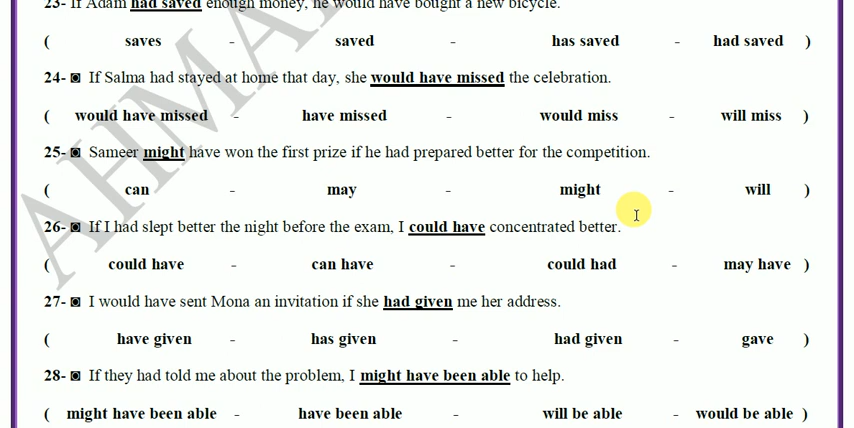 23- If Adam had saved enough money, he would have bought a new bicycle.
( saves - saved - has saved - had saved )
24- ◙ If Salma had stayed at home that day, she would have missed the celebration.
( would have missed - have missed - would miss - will miss )
25- ◙ Sameer might have won the first prize if he had prepared better for the competition.
( can - may - might - will )
26- ◙ If I had slept better the night before the exam, I could have concentrated better.
( could have - can have - could had - may have )
27- ◙ I would have sent Mona an invitation if she had given me her address.
( have given - has given - had given - gave )
28- ◙ If they had told me about the problem, I might have been able to help.
( might have been able - have been able - will be able - would be able )